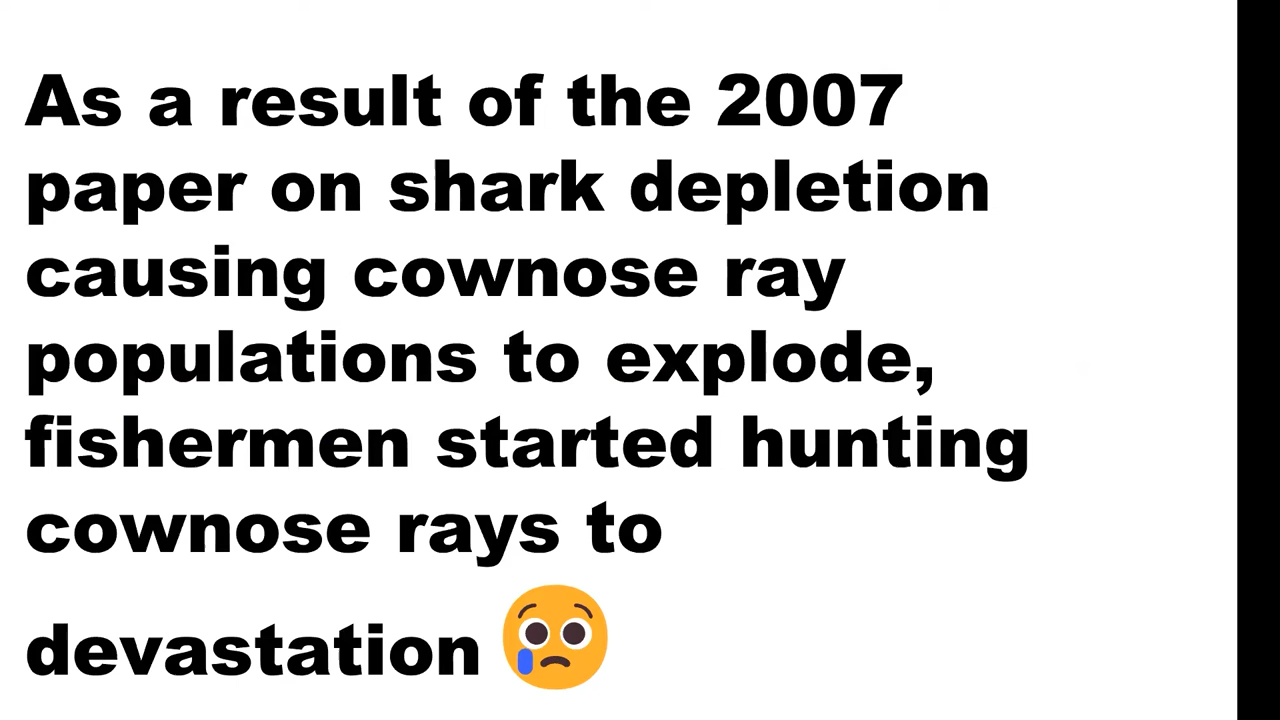 As a result of the 2007
paper on shark depletion
causing cownose ray
populations to explode,
fishermen started hunting
cownose rays to
devastation 😢